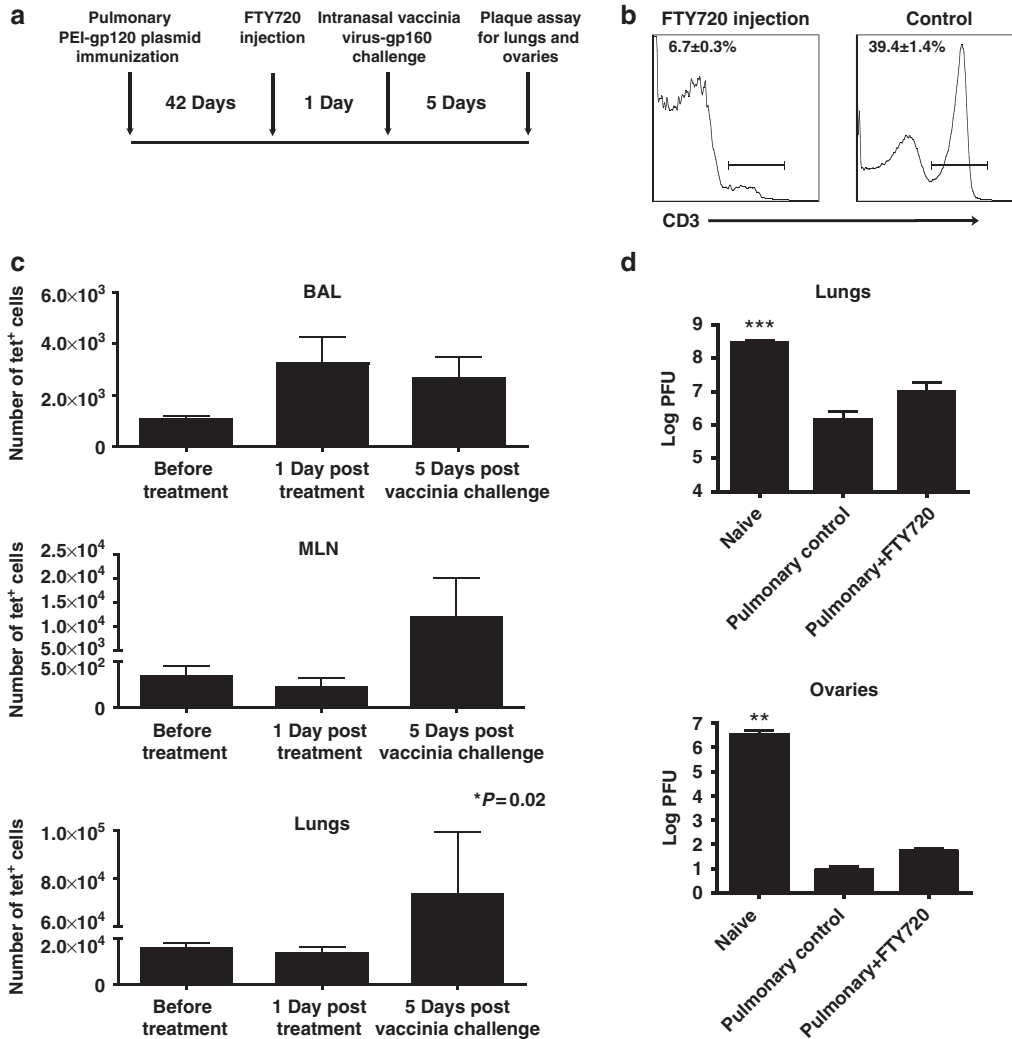 a
Pulmonary
PEI-gp120 plasmid
immunization
FTY720
injection
Intranasal vaccinia
virus-gp160
challenge
Plaque assay
for lungs and
ovaries
42 Days
1 Day
5 Days
b
FTY720 injection
Control
6.7±0.3%
39.4±1.4%
CD3
c
BAL
Number of tet⁺ cells
6.0×10³
4.0×10³
2.0×10³
0
Before
treatment
1 Day post
treatment
5 Days post
vaccinia challenge
MLN
Number of tet⁺ cells
2.5×10⁴
2.0×10⁴
1.5×10⁴
1.0×10⁴
5.0×10³
5.0×10²
0
Before
treatment
1 Day post
treatment
5 Days post
vaccinia challenge
*P=0.02
Lungs
Number of tet⁺ cells
1.0×10⁵
8.0×10⁴
6.0×10⁴
2.0×10⁴
0
Before
treatment
1 Day post
treatment
5 Days post
vaccinia challenge
d
Lungs
Log PFU
9
8
7
6
5
4
***
Naive
Pulmonary control
Pulmonary+FTY720
Ovaries
Log PFU
7
6
5
4
3
2
1
0
**
Naive
Pulmonary control
Pulmonary+FTY720